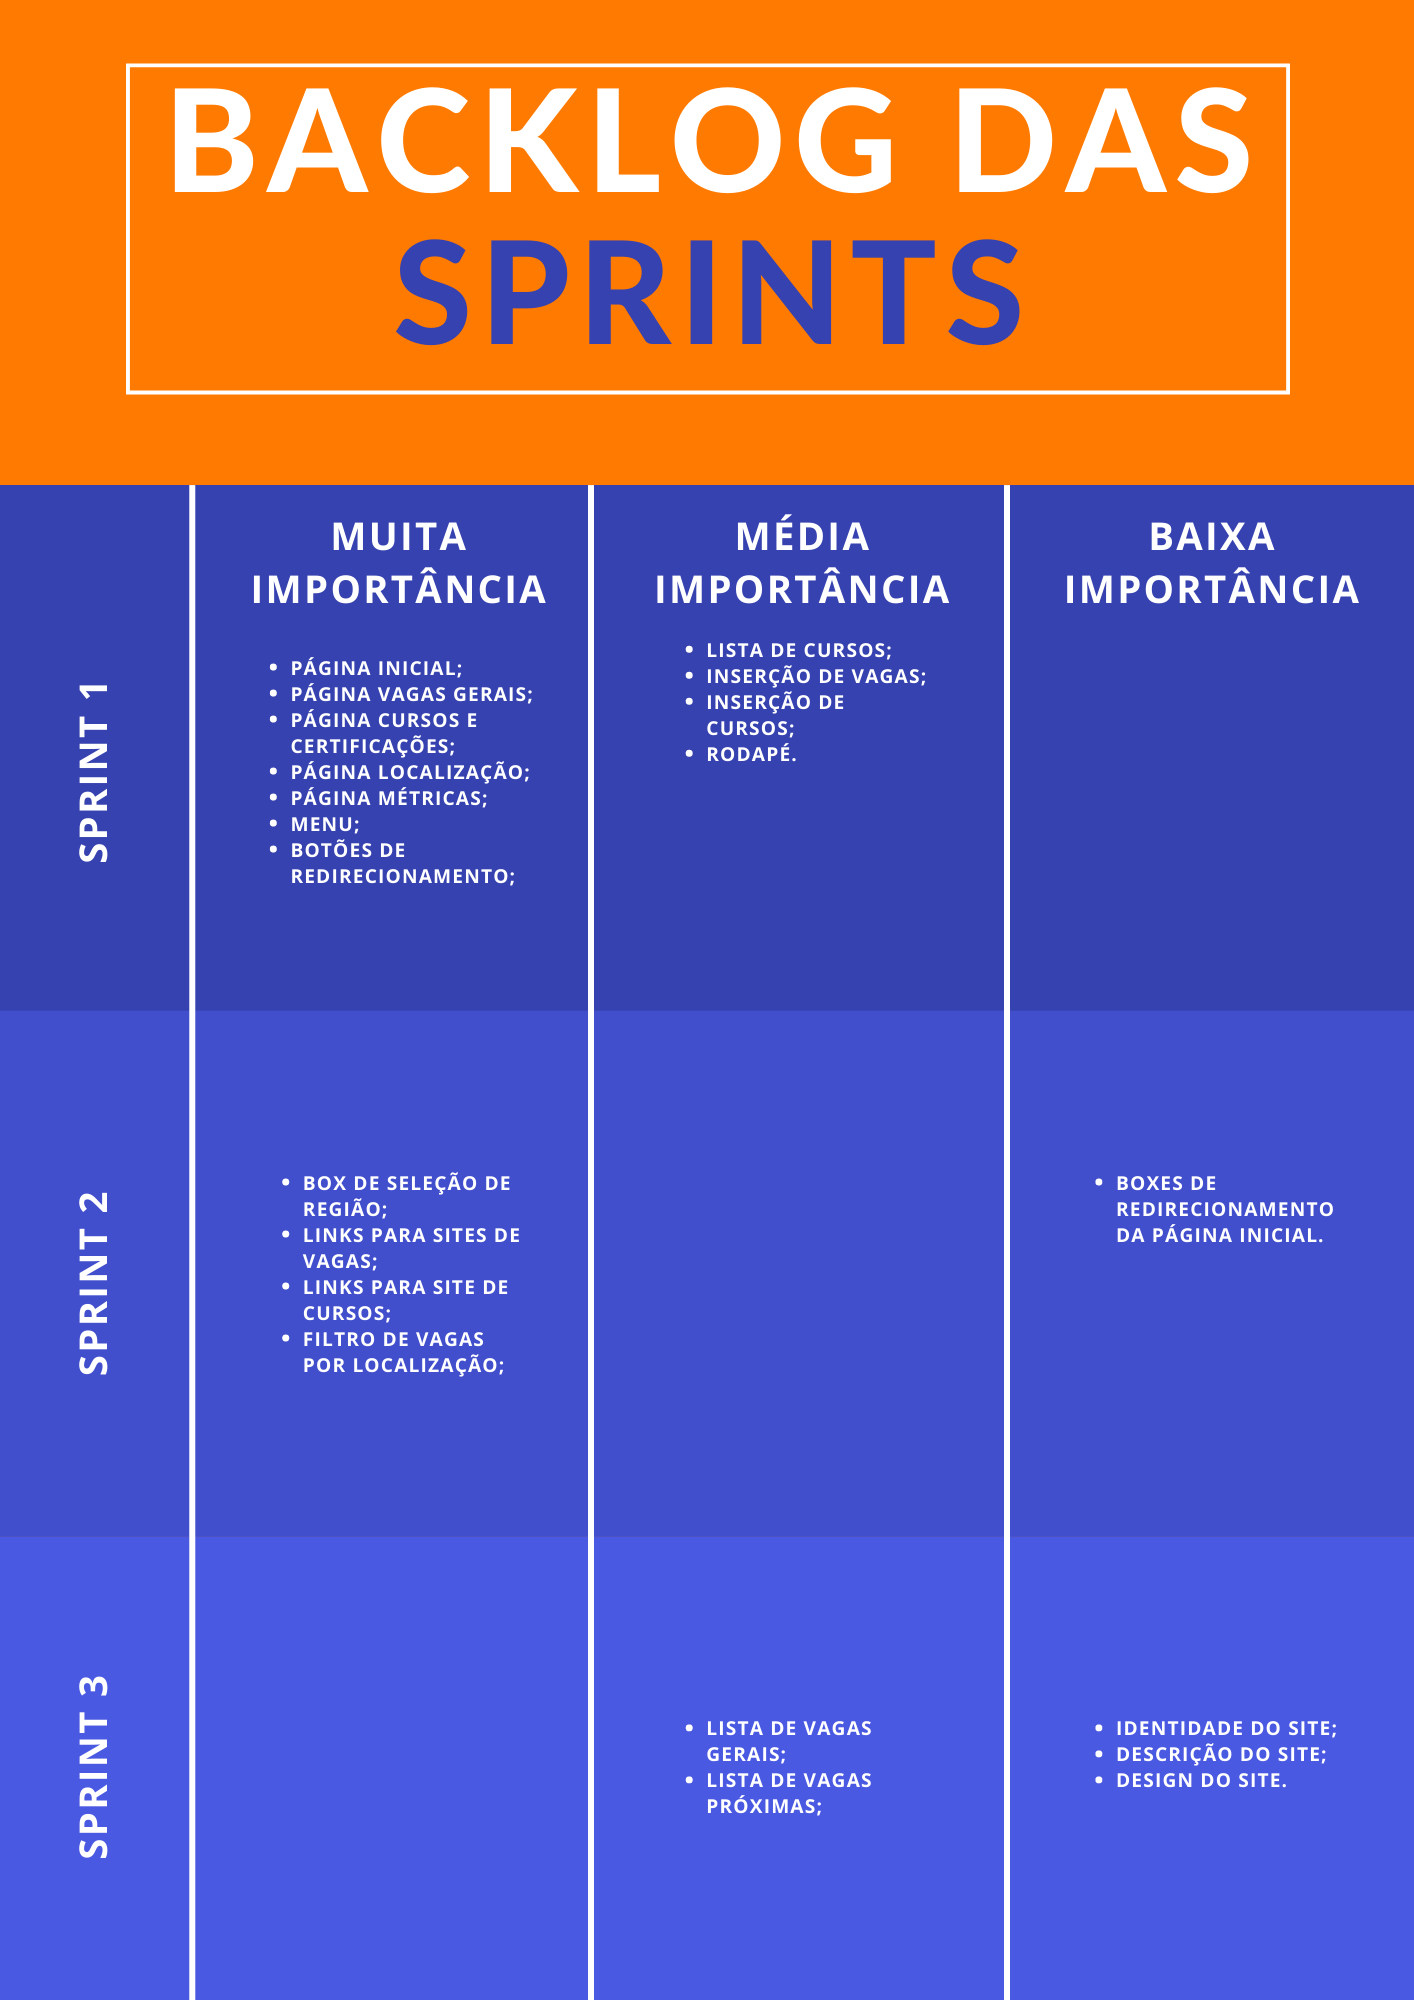 BACKLOG DAS
SPRINTS
MUITA
IMPORTÂNCIA
MÉDIA
IMPORTÂNCIA
BAIXA
IMPORTÂNCIA
SPRINT 1
• PÁGINA INICIAL;
• PÁGINA VAGAS GERAIS;
• PÁGINA CURSOS E
CERTIFICAÇÕES;
• PÁGINA LOCALIZAÇÃO;
• PÁGINA MÉTRICAS;
• MENU;
• BOTÕES DE
REDIRECIONAMENTO;
• LISTA DE CURSOS;
• INSERÇÃO DE VAGAS;
• INSERÇÃO DE
CURSOS;
• RODAPÉ.
SPRINT 2
• BOX DE SELEÇÃO DE
REGIÃO;
• LINKS PARA SITES DE
VAGAS;
• LINKS PARA SITE DE
CURSOS;
• FILTRO DE VAGAS
POR LOCALIZAÇÃO;
• BOXES DE
REDIRECIONAMENTO
DA PÁGINA INICIAL.
SPRINT 3
• LISTA DE VAGAS
GERAIS;
• LISTA DE VAGAS
PRÓXIMAS;
• IDENTIDADE DO SITE;
• DESCRIÇÃO DO SITE;
• DESIGN DO SITE.